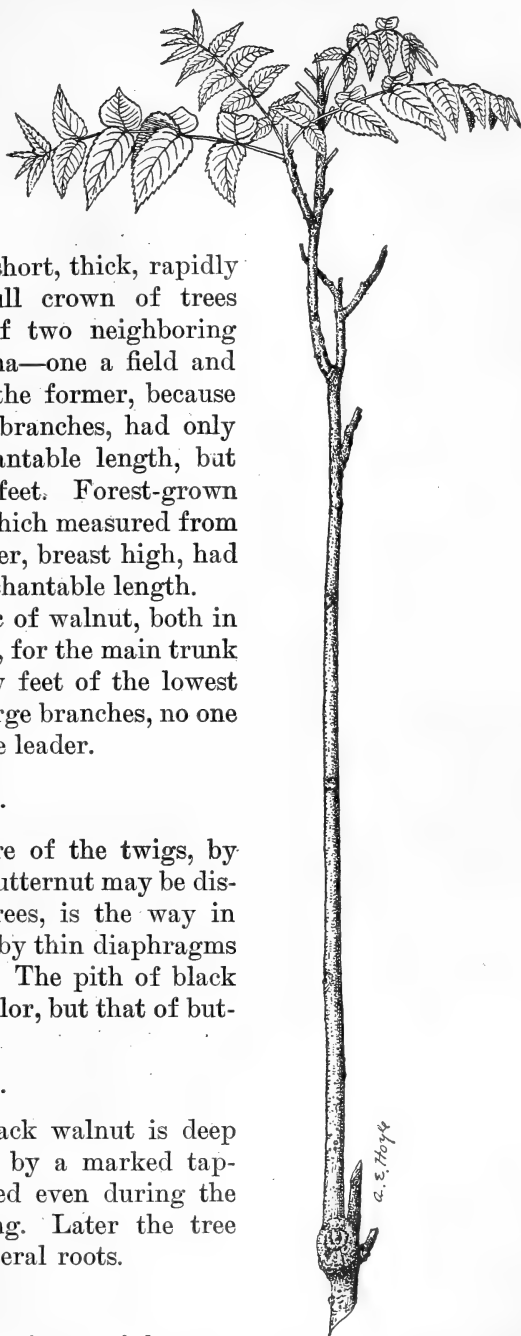 short, thick, rapidly
ull crown of trees
f two neighboring
na—one a field and
the former, because
branches, had only
antable length, but
feet. Forest-grown
hich measured from
er, breast high, had
chantable length.
c of walnut, both in
, for the main trunk
w feet of the lowest
rge branches, no one
e leader.
.
re of the twigs, by
utternut may be dis-
rees, is the way in
by thin diaphragms
The pith of black
lor, but that of but-
.
ack walnut is deep
by a marked tap-
ed even during the
ng. Later the tree
eral roots.
A. E. Hoyle